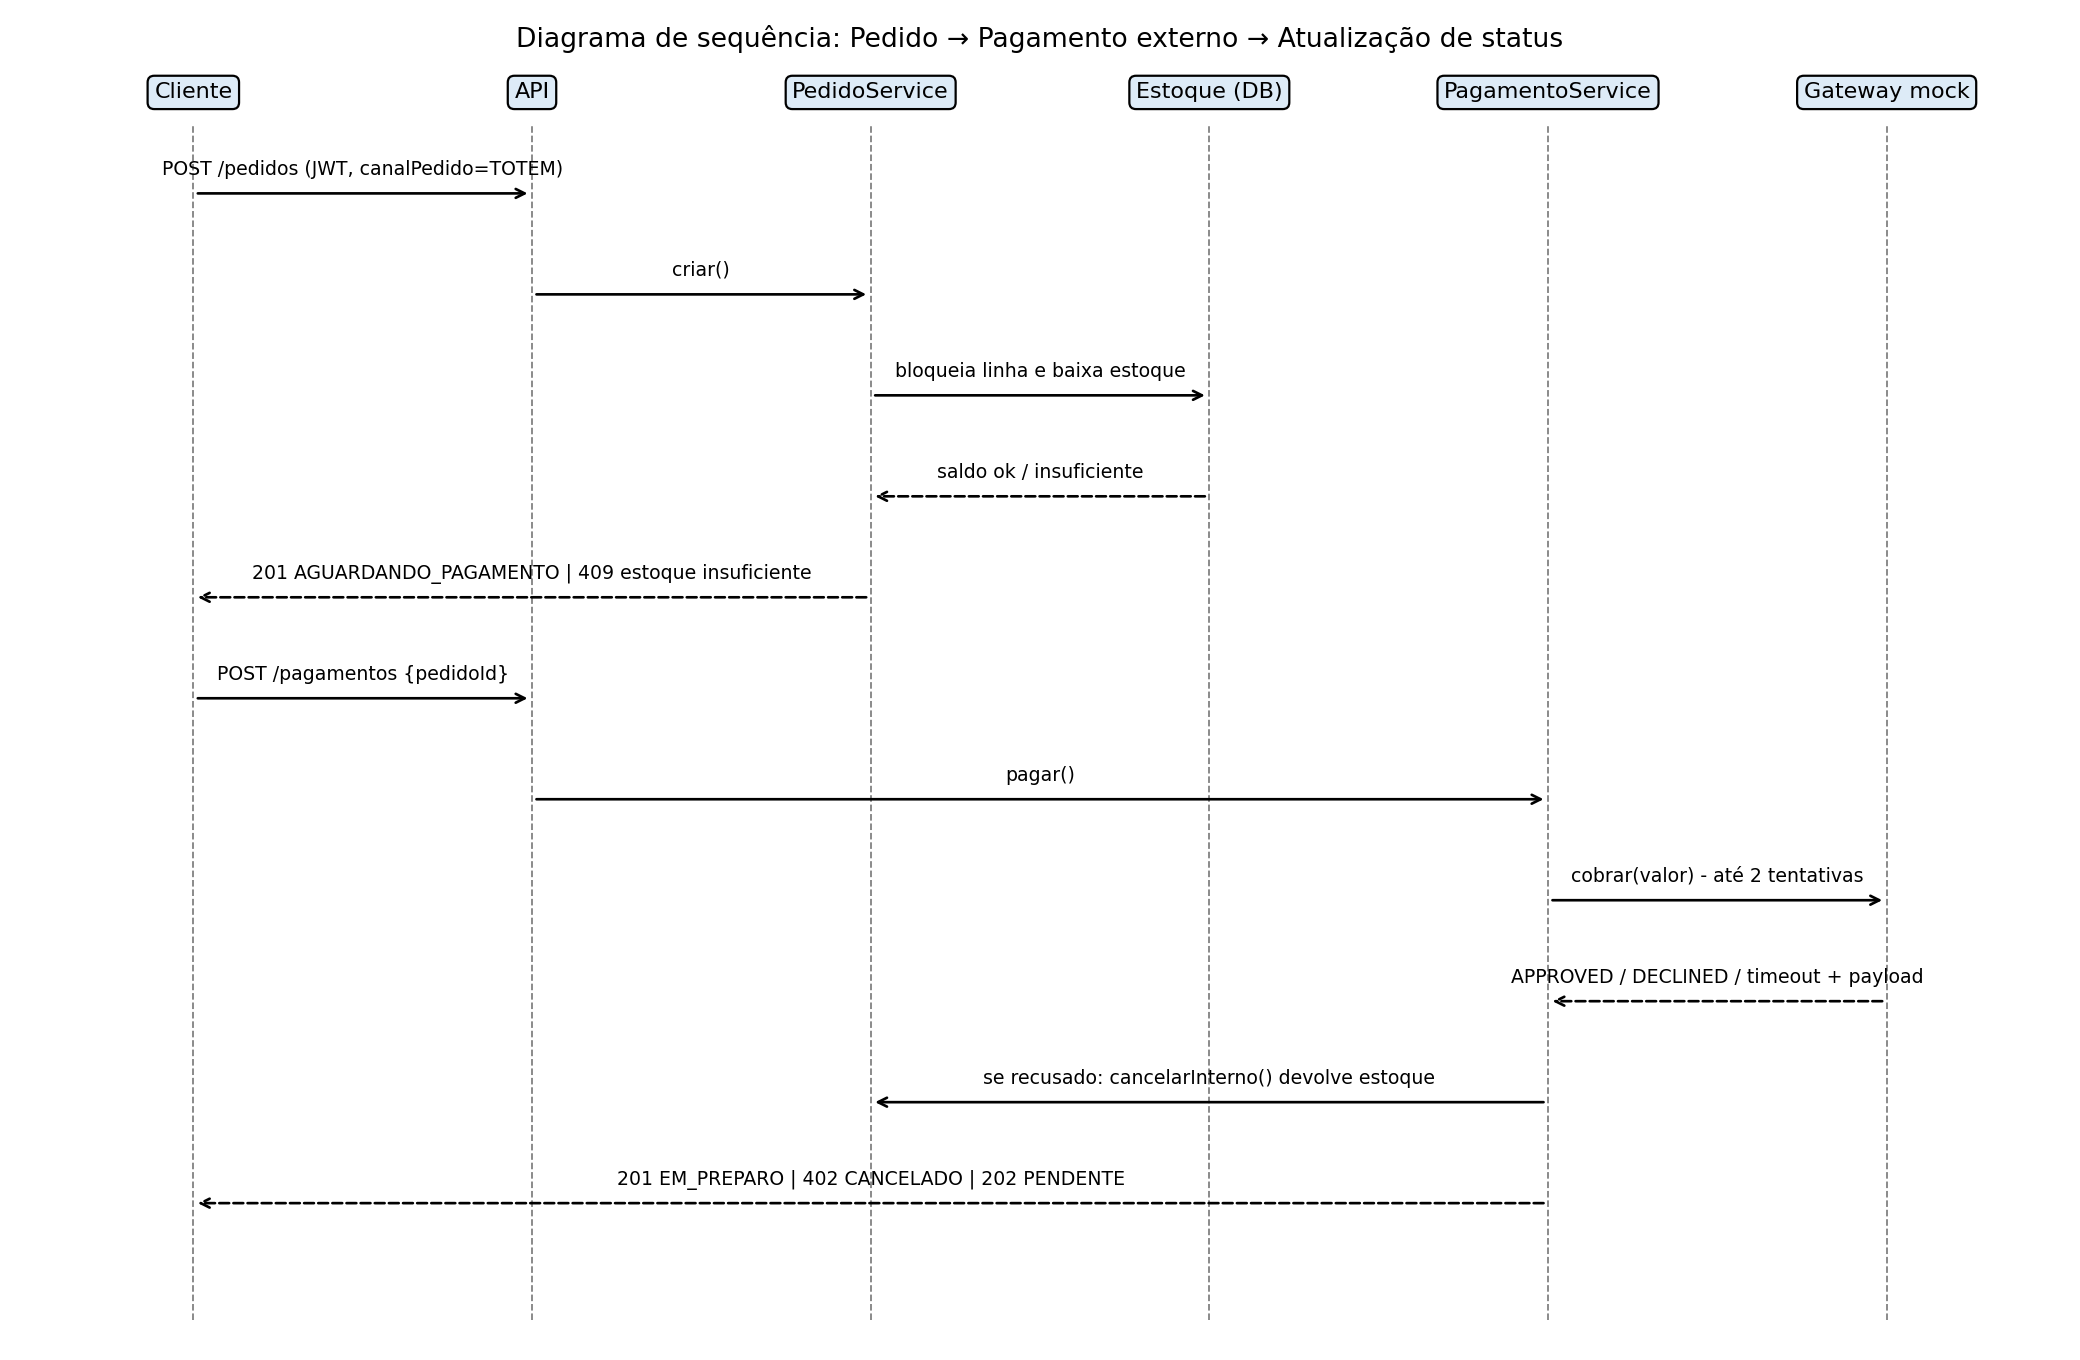 Diagrama de sequência: Pedido → Pagamento externo → Atualização de status
Cliente
API
PedidoService
Estoque (DB)
PagamentoService
Gateway mock
POST /pedidos (JWT, canalPedido=TOTEM)
criar()
bloqueia linha e baixa estoque
saldo ok / insuficiente
201 AGUARDANDO_PAGAMENTO | 409 estoque insuficiente
POST /pagamentos {pedidoId}
pagar()
cobrar(valor) - até 2 tentativas
APPROVED / DECLINED / timeout + payload
se recusado: cancelarInterno() devolve estoque
201 EM_PREPARO | 402 CANCELADO | 202 PENDENTE